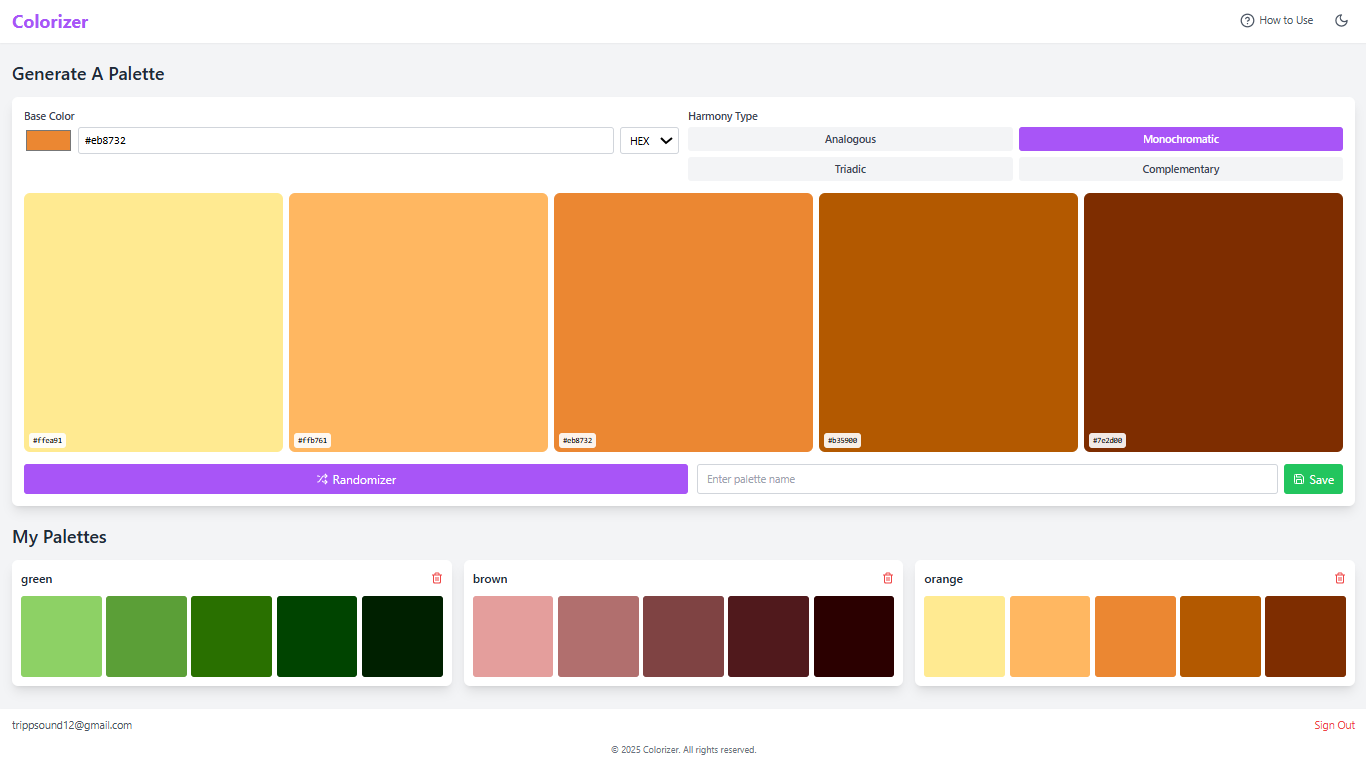 Colorizer
How to Use
Generate A Palette
Base Color
#eb8732
HEX
Harmony Type
Analogous
Monochromatic
Triadic
Complementary
#ffea91
#ffb761
#eb8732
#b35900
#7e2d00
Randomizer
Enter palette name
Save
My Palettes
green
brown
orange
trippsound12@gmail.com
Sign Out
© 2025 Colorizer. All rights reserved.